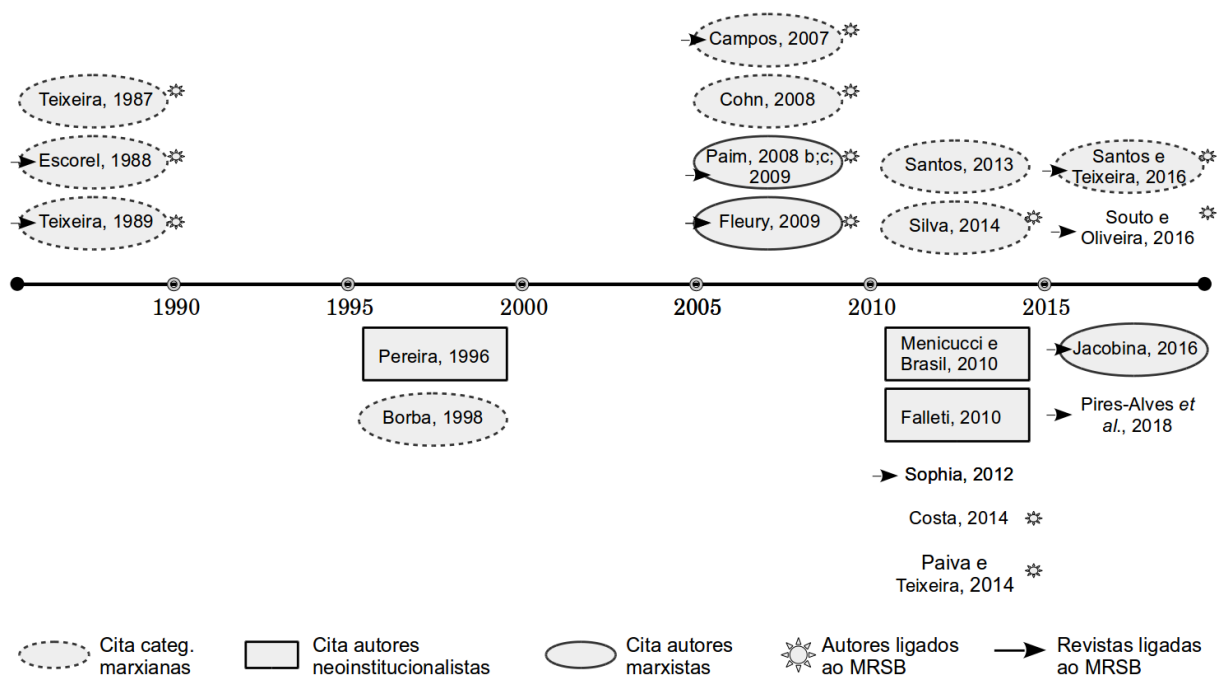 Campos, 2007
Teixeira, 1987
Cohn, 2008
Escorel, 1988
Paim, 2008 b;c;
2009
Santos, 2013
Santos e
Teixeira, 2016
Teixeira, 1989
Fleury, 2009
Silva, 2014
Souto e
Oliveira, 2016
1990
1995
2000
2005
2010
2015
Pereira, 1996
Menicucci e
Brasil, 2010
Jacobina, 2016
Borba, 1998
Falleti, 2010
Pires-Alves et
al., 2018
Sophia, 2012
Costa, 2014
Paiva e
Teixeira, 2014
Cita categ.
marxianas
Cita autores
neoinstitucionalistas
Cita autores
marxistas
Autores ligados
ao MRSB
Revistas ligadas
ao MRSB